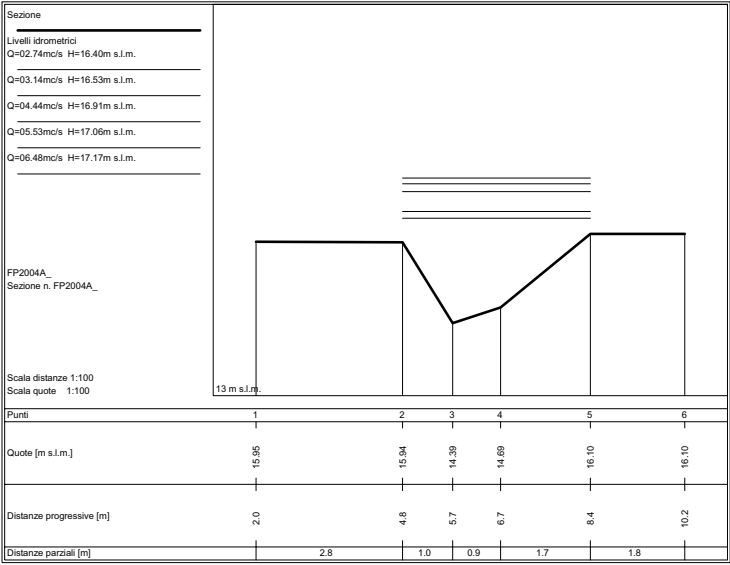 Sezione
Livelli idrometrici
Q=02.74mc/s H=16.40m s.l.m.
Q=03.14mc/s H=16.53m s.l.m.
Q=04.44mc/s H=16.91m s.l.m.
Q=05.53mc/s H=17.06m s.l.m.
Q=06.48mc/s H=17.17m s.l.m.
FP2004A_
Sezione n. FP2004A_
Scala distanze 1:100
Scala quote 1:100
13 m s.l.m.
Punti 1 2 3 4 5 6
Quote [m s.l.m.] 15.95 15.94 14.39 14.69 16.10 16.10
Distanze progressive [m] 2.0 4.8 5.7 6.7 8.4 10.2
Distanze parziali [m] 2.8 1.0 0.9 1.7 1.8